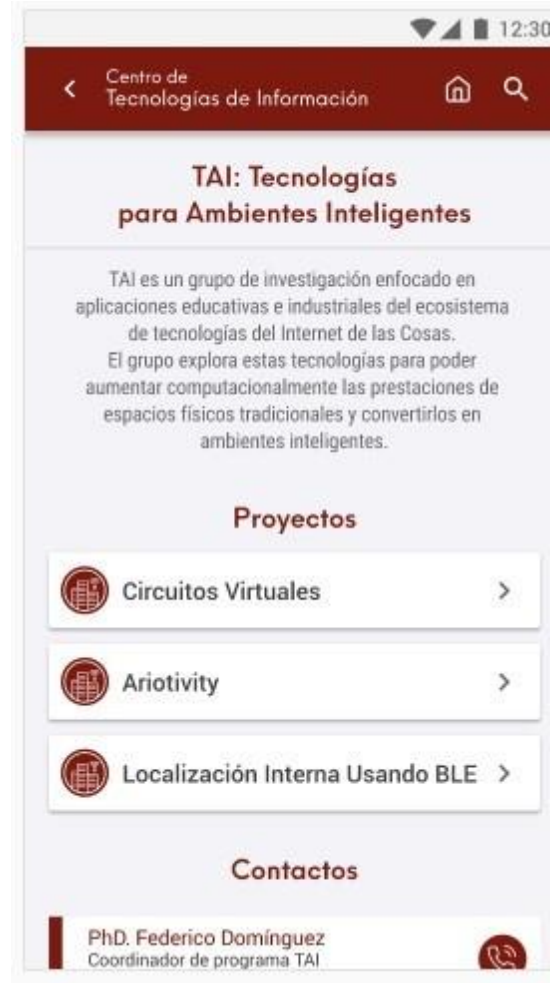 12:30
Centro de
Tecnologías de Información
TAI: Tecnologías
para Ambientes Inteligentes
TAI es un grupo de investigación enfocado en
aplicaciones educativas e industriales del ecosistema
de tecnologías del Internet de las Cosas.
El grupo explora estas tecnologías para poder
aumentar computacionalmente las prestaciones de
espacios físicos tradicionales y convertirlos en
ambientes inteligentes.
Proyectos
Circuitos Virtuales
Ariotivity
Localización Interna Usando BLE
Contactos
PhD. Federico Domínguez
Coordinador de programa TAI